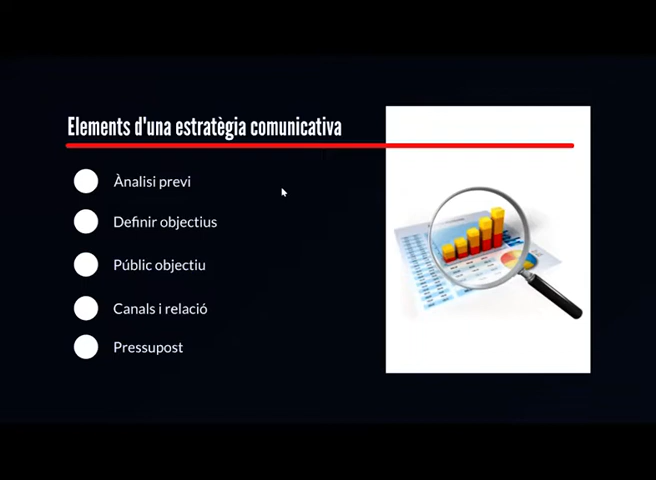 Elements d'una estratègia comunicativa
Ànalisi previ
Definir objectius
Públic objectiu
Canals i relació
Pressupost